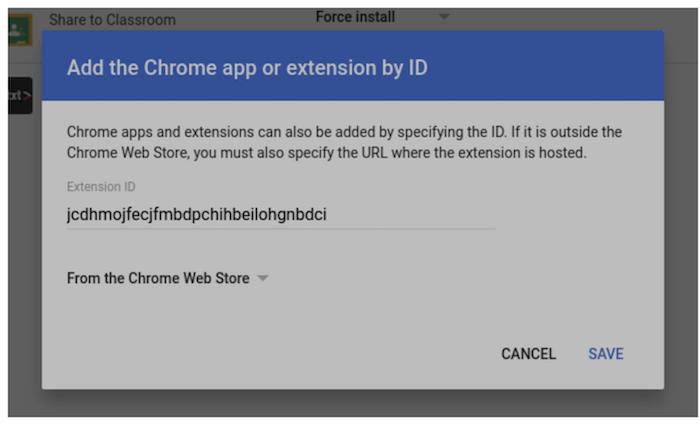 Share to Classroom
Force install
Add the Chrome app or extension by ID
txt >
Chrome apps and extensions can also be added by specifying the ID. If it is outside the
Chrome Web Store, you must also specify the URL where the extension is hosted.
Extension ID
jcdhmojfecjfmbdpchihbeilohgnbdci
From the Chrome Web Store
CANCEL SAVE